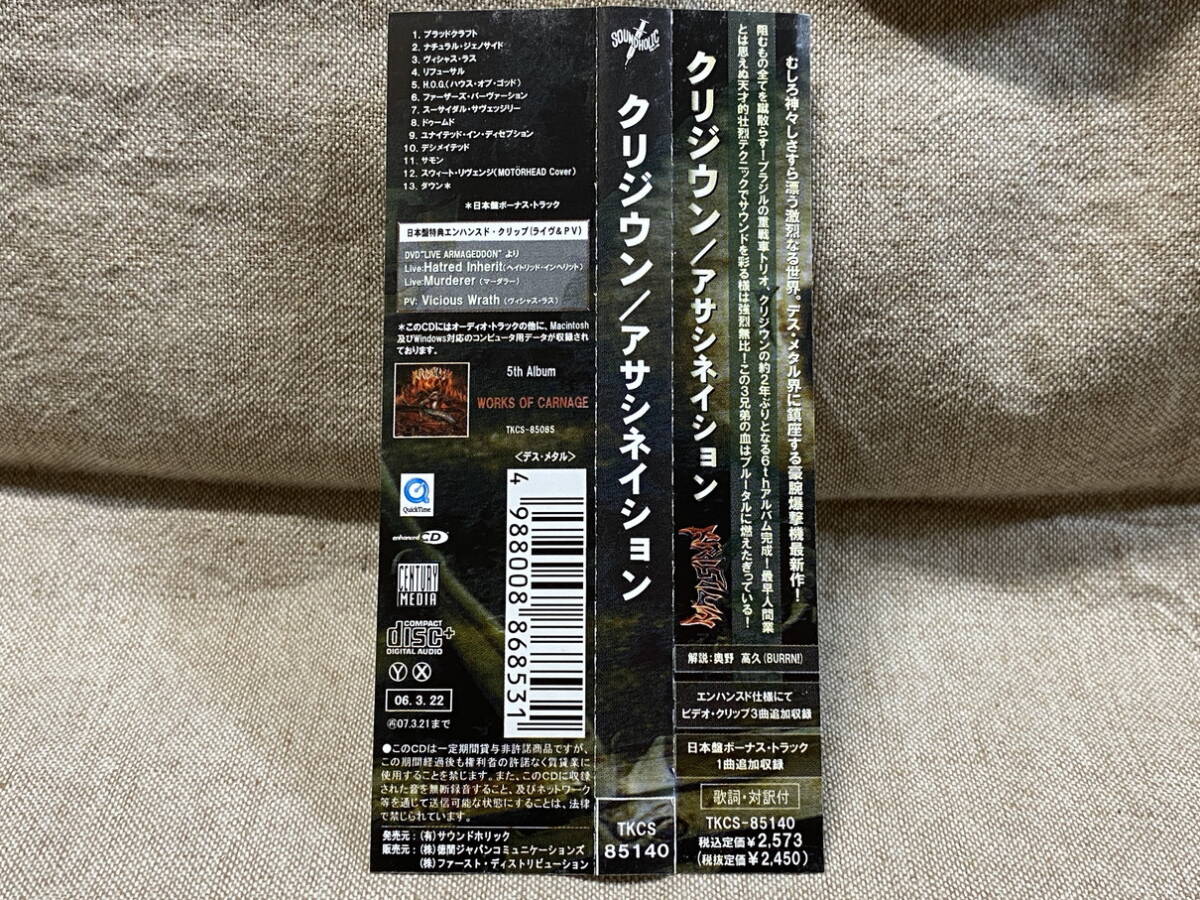 1. ブラッドクラフト
2. ナチュラル・ジェノサイド
3. ヴィシャス・ラス
4. リフューサル
5. H.O.G.(ハウス・オブ・ゴッド)
6. ファーザーズ・パーヴァーション
7. スーサイダル・サヴェッジリー
8. ドゥームド
9. ユナイテッド・イン・ディセプション
10. デシメイテッド
11. サモン
12. スウィート・リヴェンジ(MOTÖRHEAD Cover)
13. ダウン*
*日本盤ボーナス・トラック
日本盤特典エンハンスド・クリップ(ライヴ&PV)
DVD"LIVE ARMAGEDDON" より
Live:Hatred Inherit(ヘイトリッド・インヘリット)
Live:Murderer (マーダラー)
PV: Vicious Wrath (ヴィシャス・ラス)
*このCDにはオーディオ・トラックの他に、Macintosh
及びWindows対応のコンピュータ用データが収録され
ております。
5th Album
WORKS OF CARNAGE
TKCS-85085
<デス・メタル>
4 988008 868531
QuickTime
enhanced CD
CENTURY
MEDIA
COMPACT
disc+
DIGITAL AUDIO
Y X
06. 3. 22
07.3.21まで
●このCDは一定期間貸与非許諾商品ですが、
この期間経過後も権利者の許諾なく賃貸業に
使用することを禁じます。また、このCDに収録
された音を無断録音すること、及びネットワーク
等を通じて送信可能な状態にすることは、法律
で禁じられています。
発売元:(有)サウンドホリック
販売元:(株)徳間ジャパンコミュニケーションズ
(株)ファースト・ディストリビューション
SOUNDHOLIC
クリジウン/アサシネイション
TKCS
85140
むしろ神々しさすら漂う激烈なる世界。デス・メタル界に鎮座する豪腕爆撃機最新作!
阻むもの全てを蹴散らす!ブラジルの重戦車トリオ、クリジウンの約2年ぶりとなる6thアルバム完成!最早人間業
とは思えぬ天才的壮烈テクニックでサウンドを彩る様は強烈無比!この3兄弟の血はブルータルに燃えたぎっている!
クリジウン/アサシネイション
KRISIUN
解説:奥野 高久(BURRN!)
エンハンスド仕様にて
ビデオ・クリップ3曲追加収録
日本盤ボーナス・トラック
1曲追加収録
歌詞・対訳付
TKCS-85140
税込定価¥2,573
(税抜定価¥2,450)